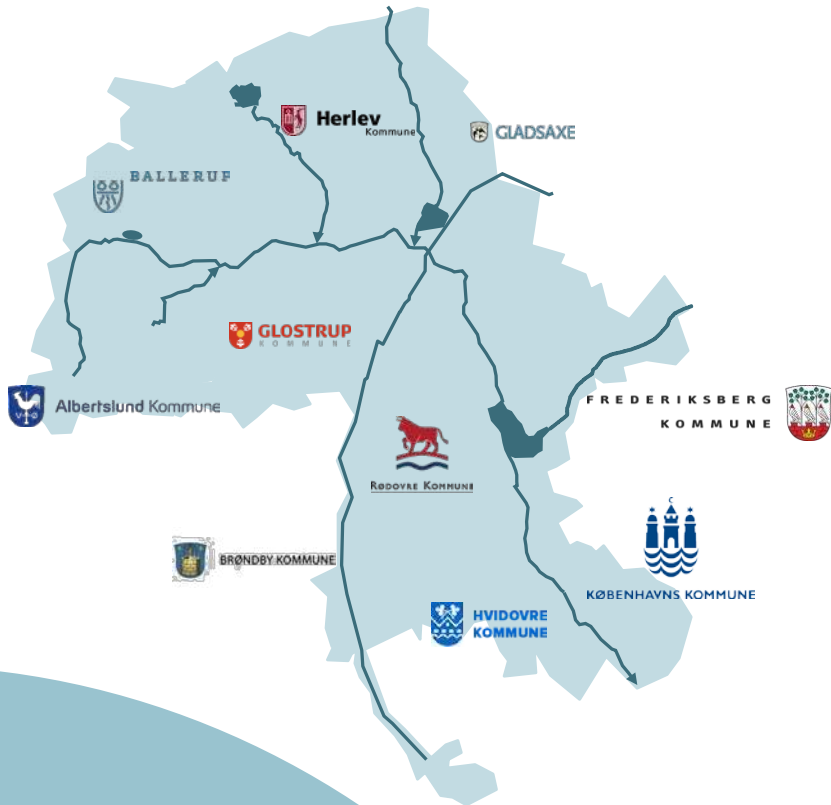 Herlev
Kommune
GLADSAXE
BALLERUP
GLOSTRUP
KOMMUNE
Albertslund Kommune
FREDERIKSBERG
KOMMUNE
RØDOVRE KOMMUNE
KØBENHAVNS KOMMUNE
BRØNDBY KOMMUNE
HVIDOVRE
KOMMUNE